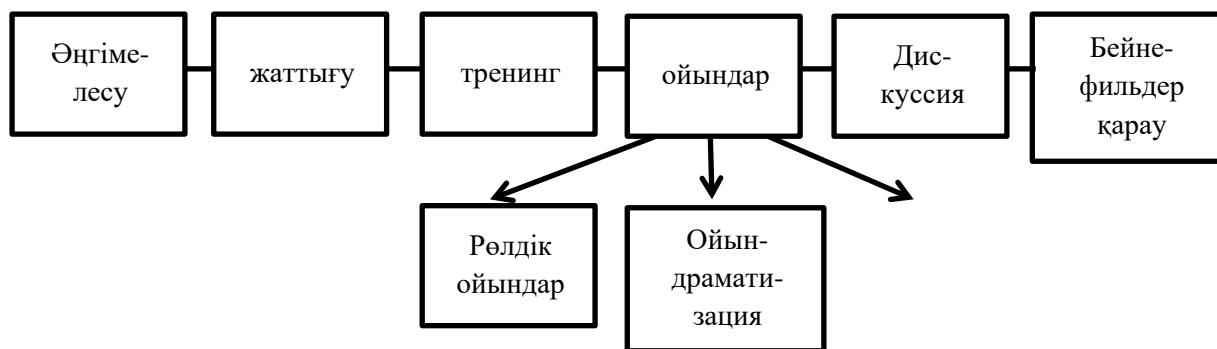 Әңгіме-
лесу
жаттығу
тренинг
ойындар
Дис-
куссия
Бейне-
фильдер
қарау
Рөлдік
ойындар
Ойын-
драмати-
зация